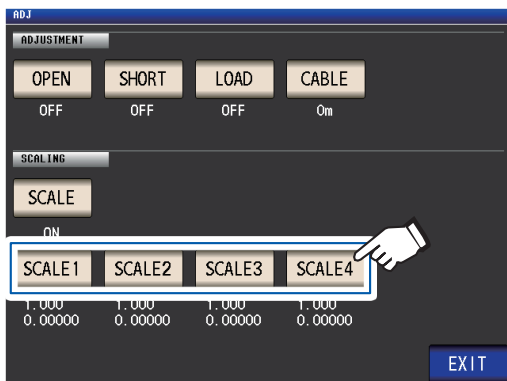 ADJ
ADJUSTMENT
OPEN SHORT LOAD CABLE
OFF OFF OFF 0m
SCALING
SCALE
ON
SCALE1 SCALE2 SCALE3 SCALE4
1.000 1.000 1.000 1.000
0.00000 0.00000 0.00000 0.00000
EXIT